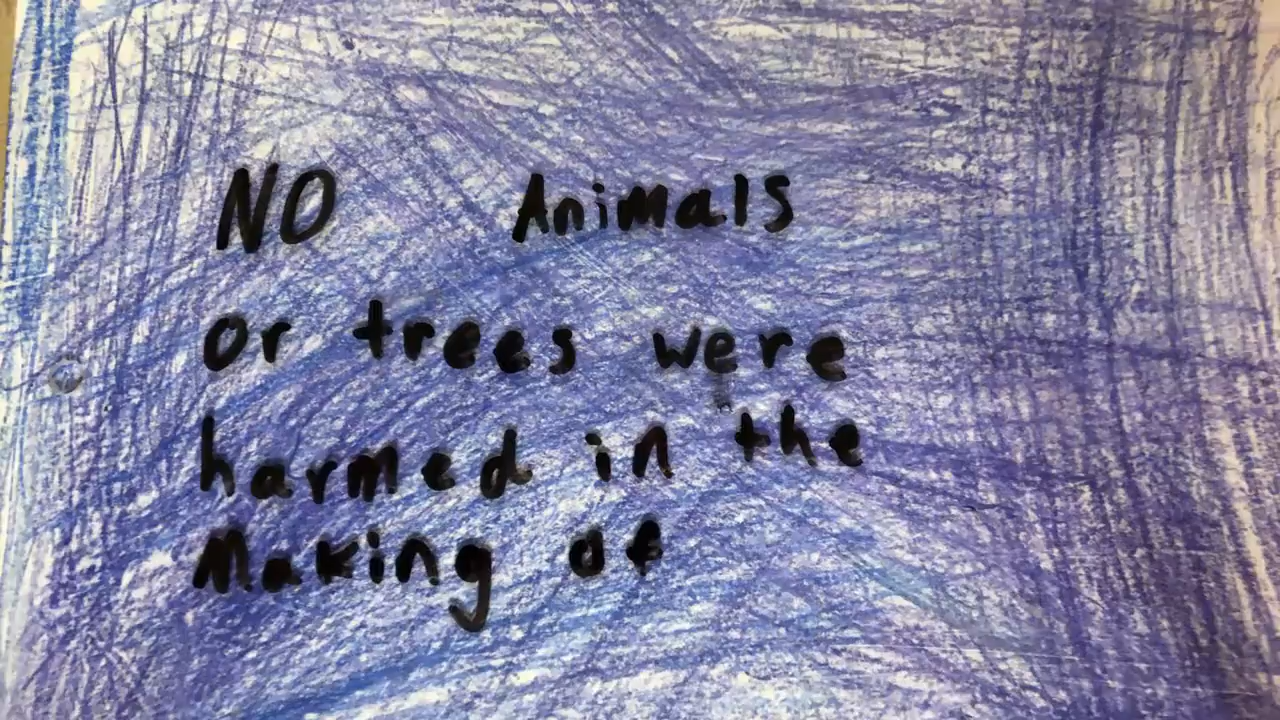 NO Animals
or trees were
harmed in the
Making of